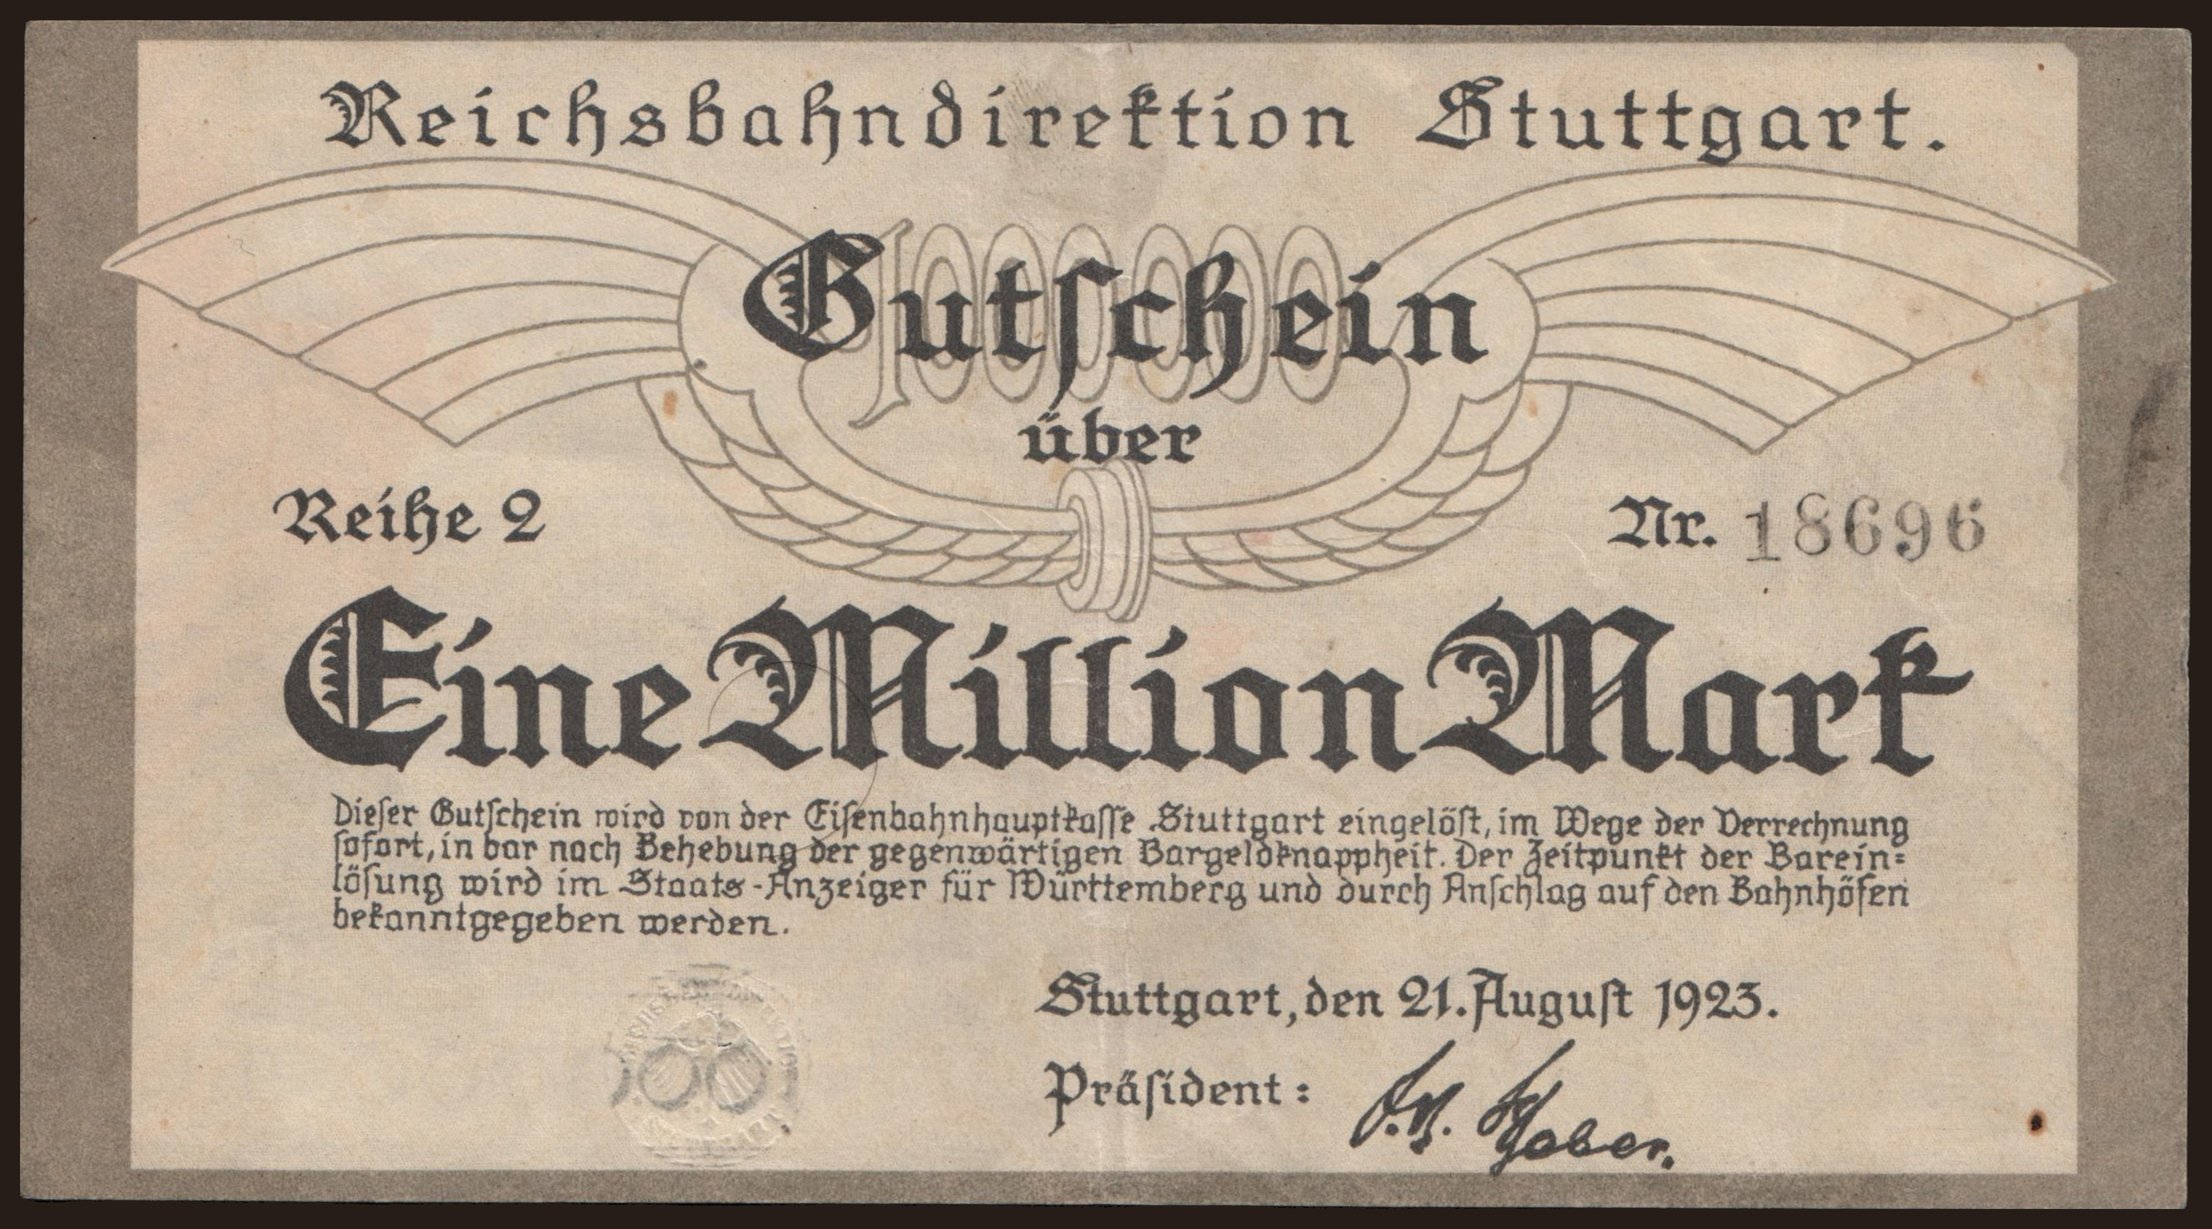 Reichsbahndirektion Stuttgart.
1000000
Gutschein
über
Reihe 2
Nr. 18696
Eine Million Mark
Dieser Gutschein wird von der Eisenbahnhauptkasse Stuttgart eingelöst, im Wege der Verrechnung
sofort, in bar nach Behebung der gegenwärtigen Bargeldknappheit. Der Zeitpunkt der Barein=
lösung wird im Staats-Anzeiger für Württemberg und durch Anschlag auf den Bahnhöfen
bekanntgegeben werden.
Stuttgart, den 21. August 1923.
Präsident: